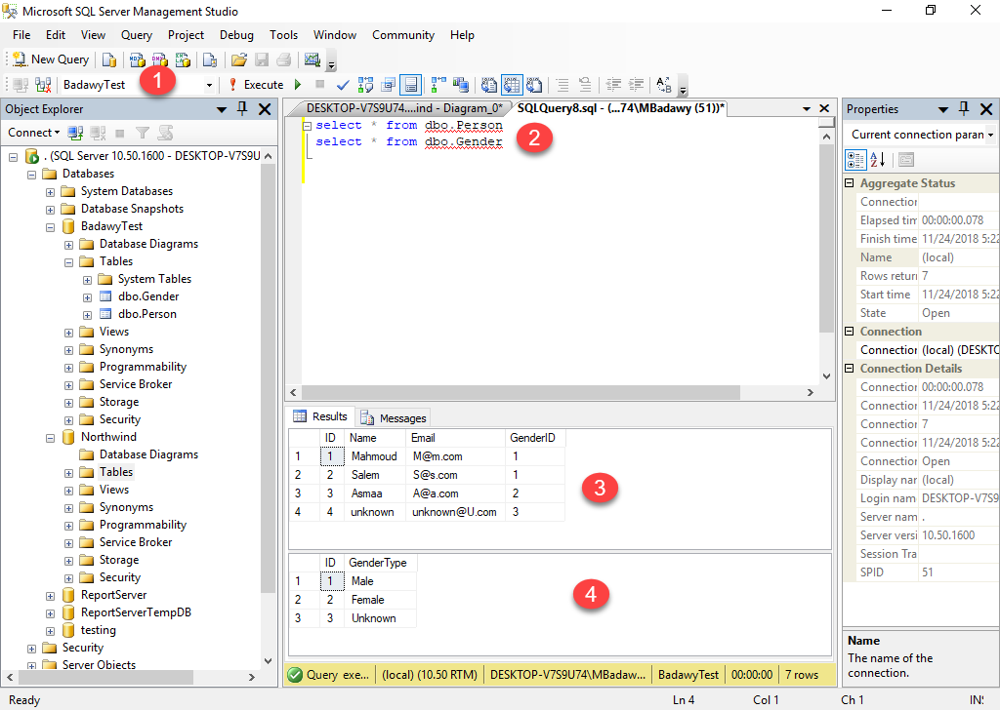 Microsoft SQL Server Management Studio
File Edit View Query Project Debug Tools Window Community Help
New Query
BadawyTest
1
Execute
Object Explorer
Connect
. (SQL Server 10.50.1600 - DESKTOP-V7S9U
Databases
System Databases
Database Snapshots
BadawyTest
Database Diagrams
Tables
System Tables
dbo.Gender
dbo.Person
Views
Synonyms
Programmability
Service Broker
Storage
Security
Northwind
Database Diagrams
Tables
Views
Synonyms
Programmability
Service Broker
Storage
Security
ReportServer
ReportServerTempDB
testing
Security
Server Objects
DESKTOP-V7S9U74....ind - Diagram_0* SQLQuery8.sql - (...74\MBadawy (51))*
select * from dbo.Person
select * from dbo.Gender
2
Results Messages
ID Name Email GenderID
1 1 Mahmoud M@m.com 1
2 2 Salem S@s.com 1
3 3 Asmaa A@a.com 2
4 4 unknown unknown@U.com 3
3
ID GenderType
1 1 Male
2 2 Female
3 3 Unknown
4
Query exe... (local) (10.50 RTM) DESKTOP-V7S9U74\MBadaw... BadawyTest 00:00:00 7 rows
Properties
Current connection param
Aggregate Status
Connection
Elapsed tim 00:00:00.078
Finish time 11/24/2018 5:22
Name (local)
Rows return 7
Start time 11/24/2018 5:22
State Open
Connection
Connection (local) (DESKTO
Connection Details
Connection 00:00:00.078
Connection 11/24/2018 5:22
Connection 7
Connection 11/24/2018 5:22
Connection Open
Display nar (local)
Login name DESKTOP-V7S9
Server name .
Server versi 10.50.1600
Session Tra
SPID 51
Name
The name of the
connection.
Ready Ln 4 Col 1 Ch 1 INS